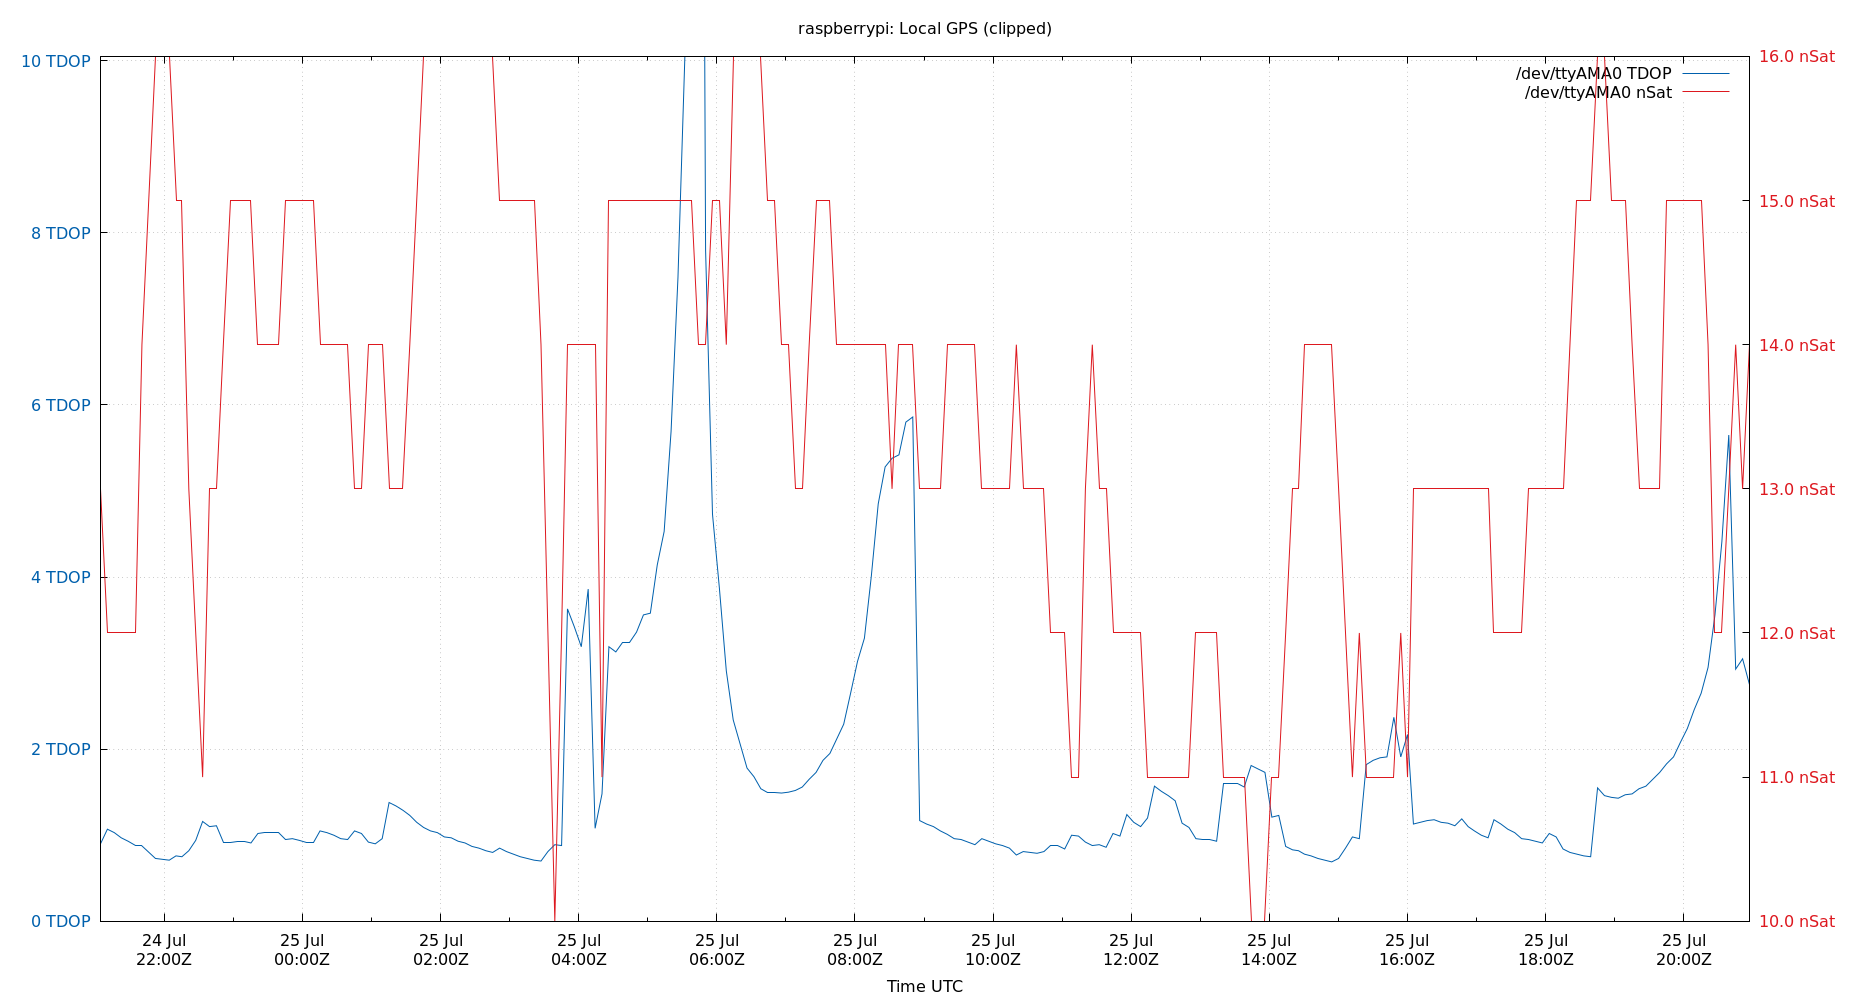 raspberrypi: Local GPS (clipped)
10 TDOP
8 TDOP
6 TDOP
4 TDOP
2 TDOP
0 TDOP
16.0 nSat
15.0 nSat
14.0 nSat
13.0 nSat
12.0 nSat
11.0 nSat
10.0 nSat
/dev/ttyAMA0 TDOP
/dev/ttyAMA0 nSat
24 Jul 25 Jul 25 Jul 25 Jul 25 Jul 25 Jul 25 Jul 25 Jul 25 Jul 25 Jul 25 Jul 25 Jul
22:00Z 00:00Z 02:00Z 04:00Z 06:00Z 08:00Z 10:00Z 12:00Z 14:00Z 16:00Z 18:00Z 20:00Z
Time UTC